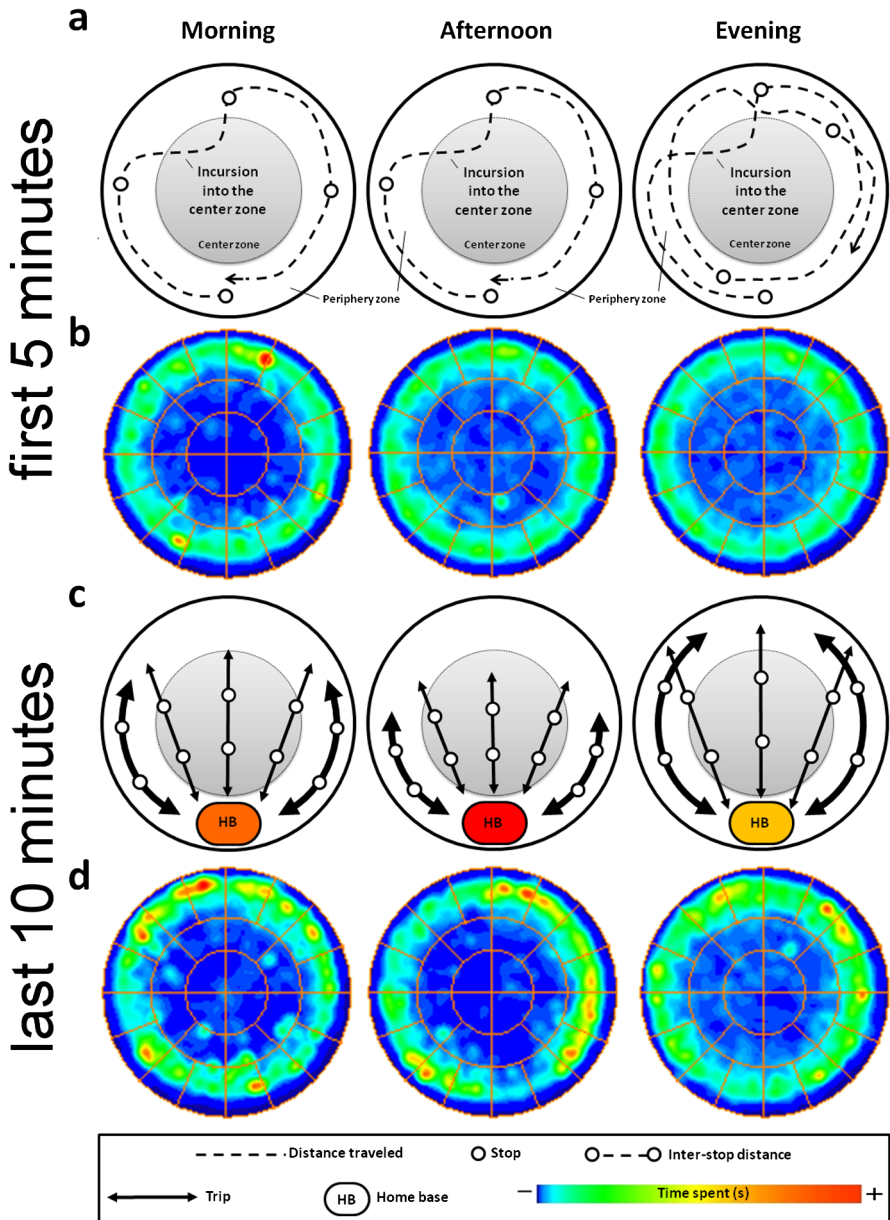 a
Morning
Afternoon
Evening
first 5 minutes
Incursion
into the
center zone
Center zone
Incursion
into the
center zone
Center zone
Incursion
into the
center zone
Center zone
Periphery zone
Periphery zone
b
last 10 miinutes
c
HB
HB
HB
d
Distance traveled
Stop
Inter-stop distance
Trip
HB
Home base
− Time spent (s) +